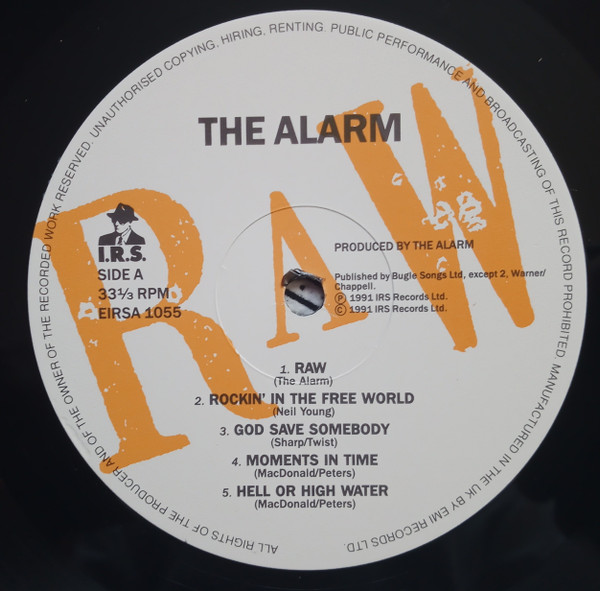 ALL RIGHTS OF THE PRODUCER AND OF THE OWNER OF THE RECORDED WORK RESERVED. UNAUTHORISED COPYING. HIRING. RENTING. PUBLIC PERFORMANCE AND BROADCASTING OF THIS RECORD PROHIBITED. MANUFACTURED IN THE UK BY EMI RECORDS LTD.
THE ALARM
RAW
I.R.S.
SIDE A
33⅓ RPM
EIRSA 1055
PRODUCED BY THE ALARM
Published by Bugle Songs Ltd, except 2, Warner/
Chappell.
Ⓟ 1991 IRS Records Ltd.
© 1991 IRS Records Ltd.
1. RAW
(The Alarm)
2. ROCKIN' IN THE FREE WORLD
(Neil Young)
3. GOD SAVE SOMEBODY
(Sharp/Twist)
4. MOMENTS IN TIME
(MacDonald/Peters)
5. HELL OR HIGH WATER
(MacDonald/Peters)